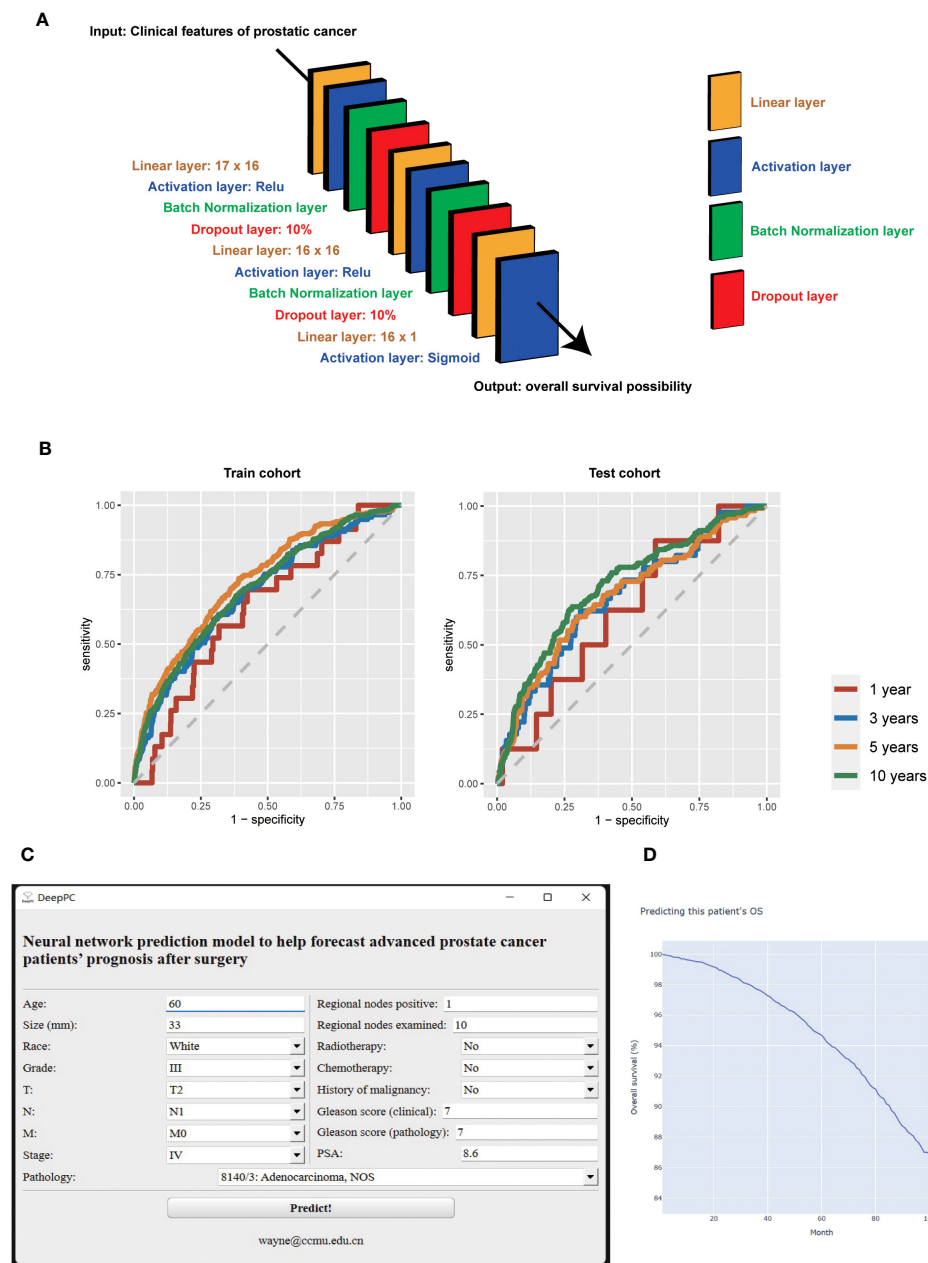 A
Input: Clinical features of prostatic cancer
Linear layer: 17 x 16
Activation layer: Relu
Batch Normalization layer
Dropout layer: 10%
Linear layer: 16 x 16
Activation layer: Relu
Batch Normalization layer
Dropout layer: 10%
Linear layer: 16 x 1
Activation layer: Sigmoid
Output: overall survival possibility
Linear layer
Activation layer
Batch Normalization layer
Dropout layer
B
Train cohort
1.00
0.75
0.50
0.25
0.00
sensitivity
0.00 0.25 0.50 0.75 1.00
1 − specificity
Test cohort
1.00
0.75
0.50
0.25
0.00
sensitivity
0.00 0.25 0.50 0.75 1.00
1 − specificity
1 year
3 years
5 years
10 years
C
DeepPC
Neural network prediction model to help forecast advanced prostate cancer
patients’ prognosis after surgery
Age: 60 Regional nodes positive: 1
Size (mm): 33 Regional nodes examined: 10
Race: White Radiotherapy: No
Grade: III Chemotherapy: No
T: T2 History of malignancy: No
N: N1 Gleason score (clinical): 7
M: M0 Gleason score (pathology): 7
Stage: IV PSA: 8.6
Pathology: 8140/3: Adenocarcinoma, NOS
Predict!
wayne@ccmu.edu.cn
D
Predicting this patient's OS
100
98
96
94
92
90
88
86
84
Overall survival (%)
20 40 60 80
Month